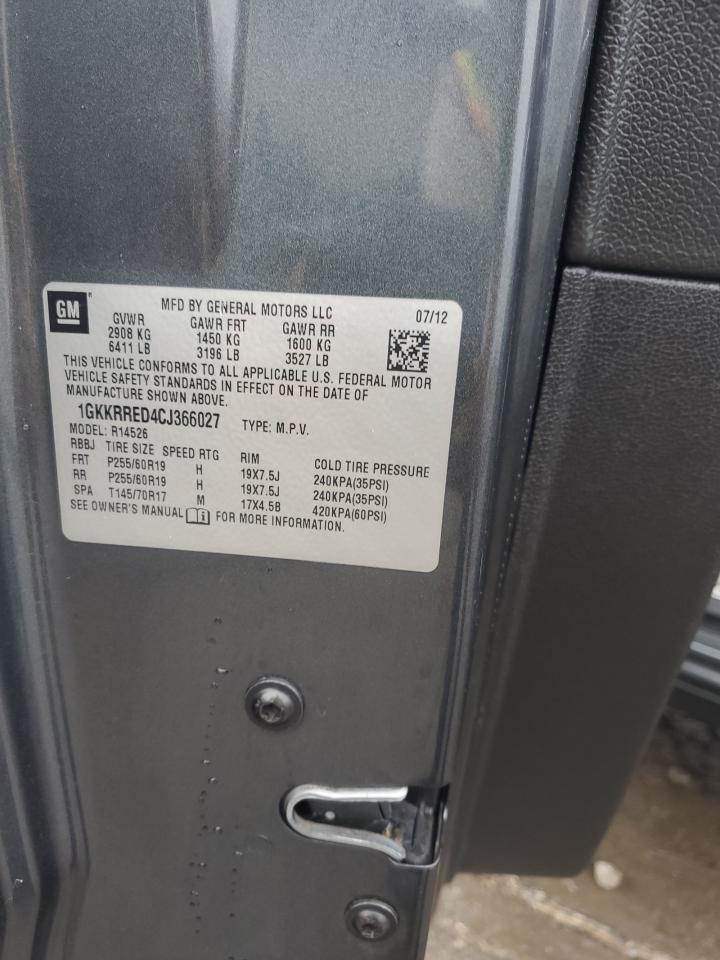 GM
MFD BY GENERAL MOTORS LLC 07/12
GVWR GAWR FRT GAWR RR
2908 KG 1450 KG 1600 KG
6411 LB 3196 LB 3527 LB
THIS VEHICLE CONFORMS TO ALL APPLICABLE U.S. FEDERAL MOTOR
VEHICLE SAFETY STANDARDS IN EFFECT ON THE DATE OF
MANUFACTURE SHOWN ABOVE.
1GKKRRED4CJ366027 TYPE: M.P.V.
MODEL: R14526
RBBJ TIRE SIZE SPEED RTG RIM COLD TIRE PRESSURE
FRT P255/60R19 H 19X7.5J 240KPA(35PSI)
RR P255/60R19 H 19X7.5J 240KPA(35PSI)
SPA T145/70R17 M 17X4.5B 420KPA(60PSI)
SEE OWNER'S MANUAL FOR MORE INFORMATION.